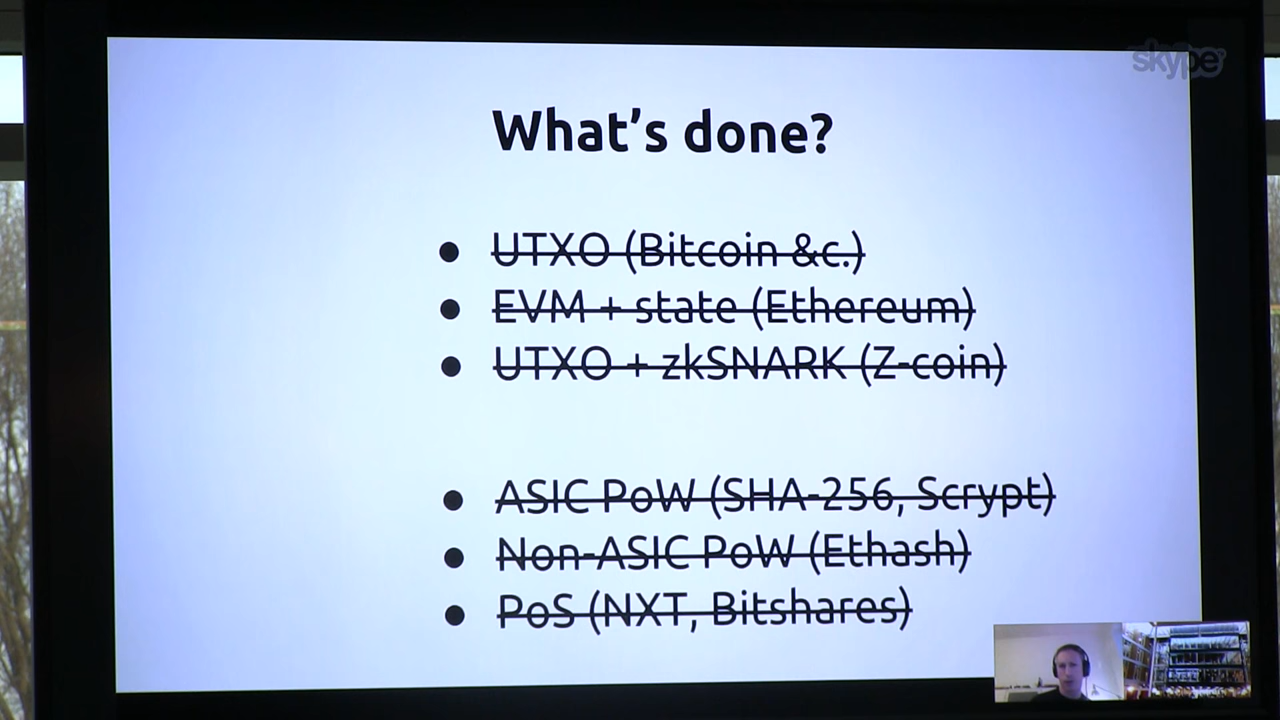 skype
What's done?
● UTXO (Bitcoin &c.)
● EVM + state (Ethereum)
● UTXO + zkSNARK (Z-coin)
● ASIC PoW (SHA-256, Scrypt)
● Non-ASIC PoW (Ethash)
● PoS (NXT, Bitshares)